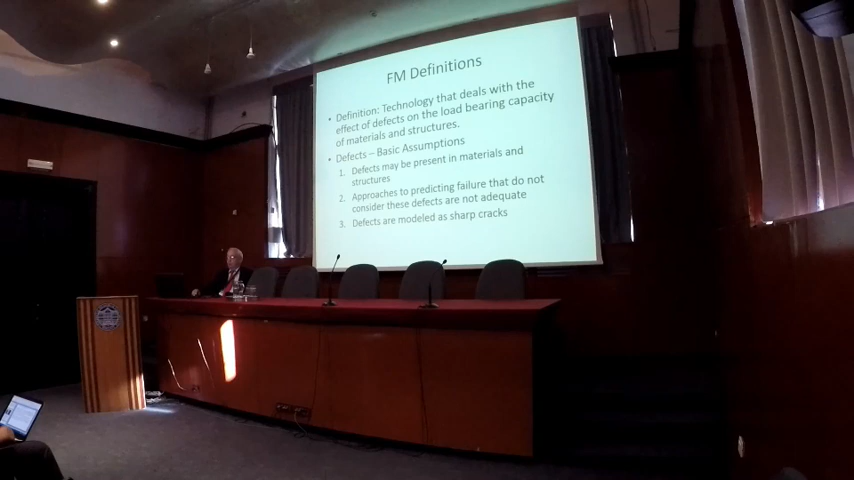 FM Definitions
• Definition: Technology that deals with the
effect of defects on the load bearing capacity
of materials and structures.
• Defects – Basic Assumptions
1. Defects may be present in materials and
structures
2. Approaches to predicting failure that do not
consider these defects are not adequate
3. Defects are modeled as sharp cracks